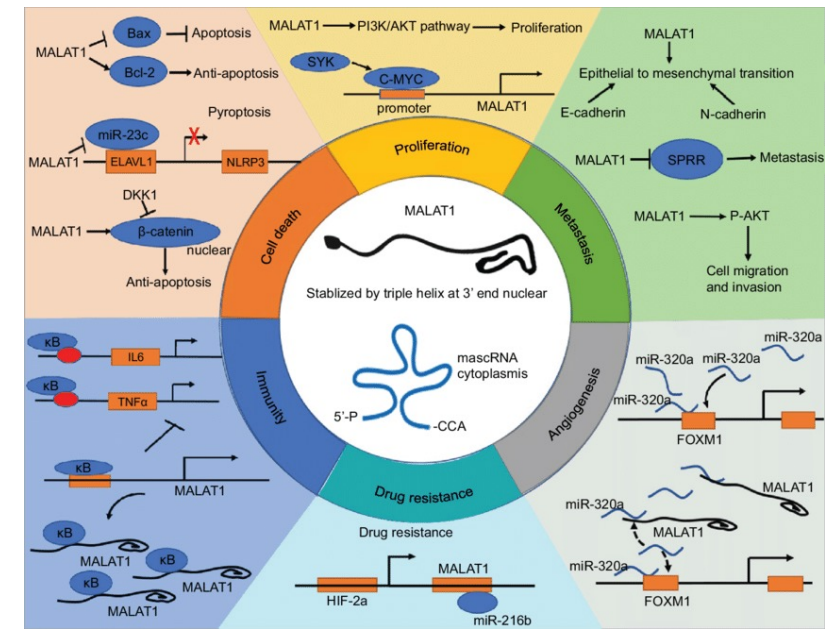 MALAT1
Bax
Apoptosis
Bcl-2
Anti-apoptosis
Pyroptosis
miR-23c
MALAT1
ELAVL1
X
NLRP3
DKK1
MALAT1
β-catenin
nuclear
Anti-apoptosis
Cell death
MALAT1
PI3K/AKT pathway
Proliferation
SYK
C-MYC
promoter
MALAT1
Proliferation
MALAT1
Epithelial to mesenchymal transition
E-cadherin
N-cadherin
MALAT1
SPRR
Metastasis
MALAT1
P-AKT
Cell migration
and invasion
Metastasis
MALAT1
Stablized by triple helix at 3' end nuclear
mascRNA
cytoplasmis
5'-P
-CCA
κB
IL6
κB
TNFα
κB
MALAT1
κB
MALAT1
κB
MALAT1
κB
MALAT1
Immunity
Drug resistance
Drug resistance
HIF-2a
MALAT1
miR-216b
Angiogenesis
miR-320a
miR-320a
miR-320a
miR-320a
FOXM1
MALAT1
miR-320a
MALAT1
miR-320a
FOXM1